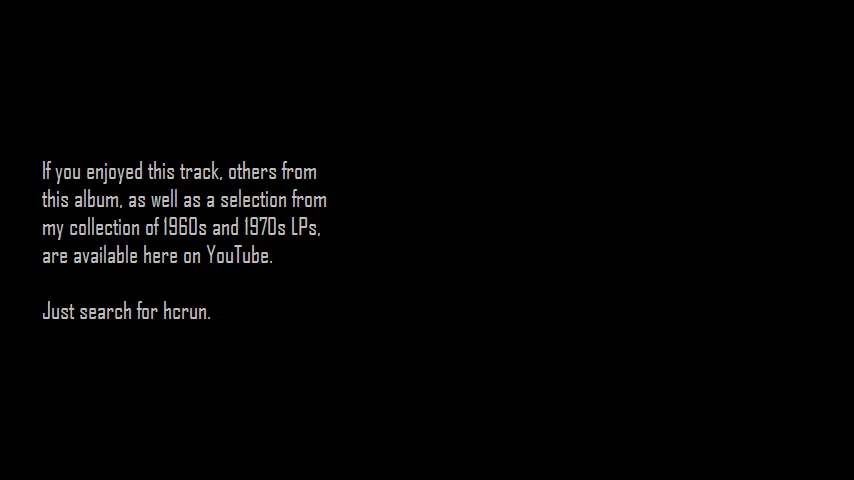 If you enjoyed this track, others from
this album, as well as a selection from
my collection of 1960s and 1970s LPs,
are available here on YouTube.
Just search for hcrun.